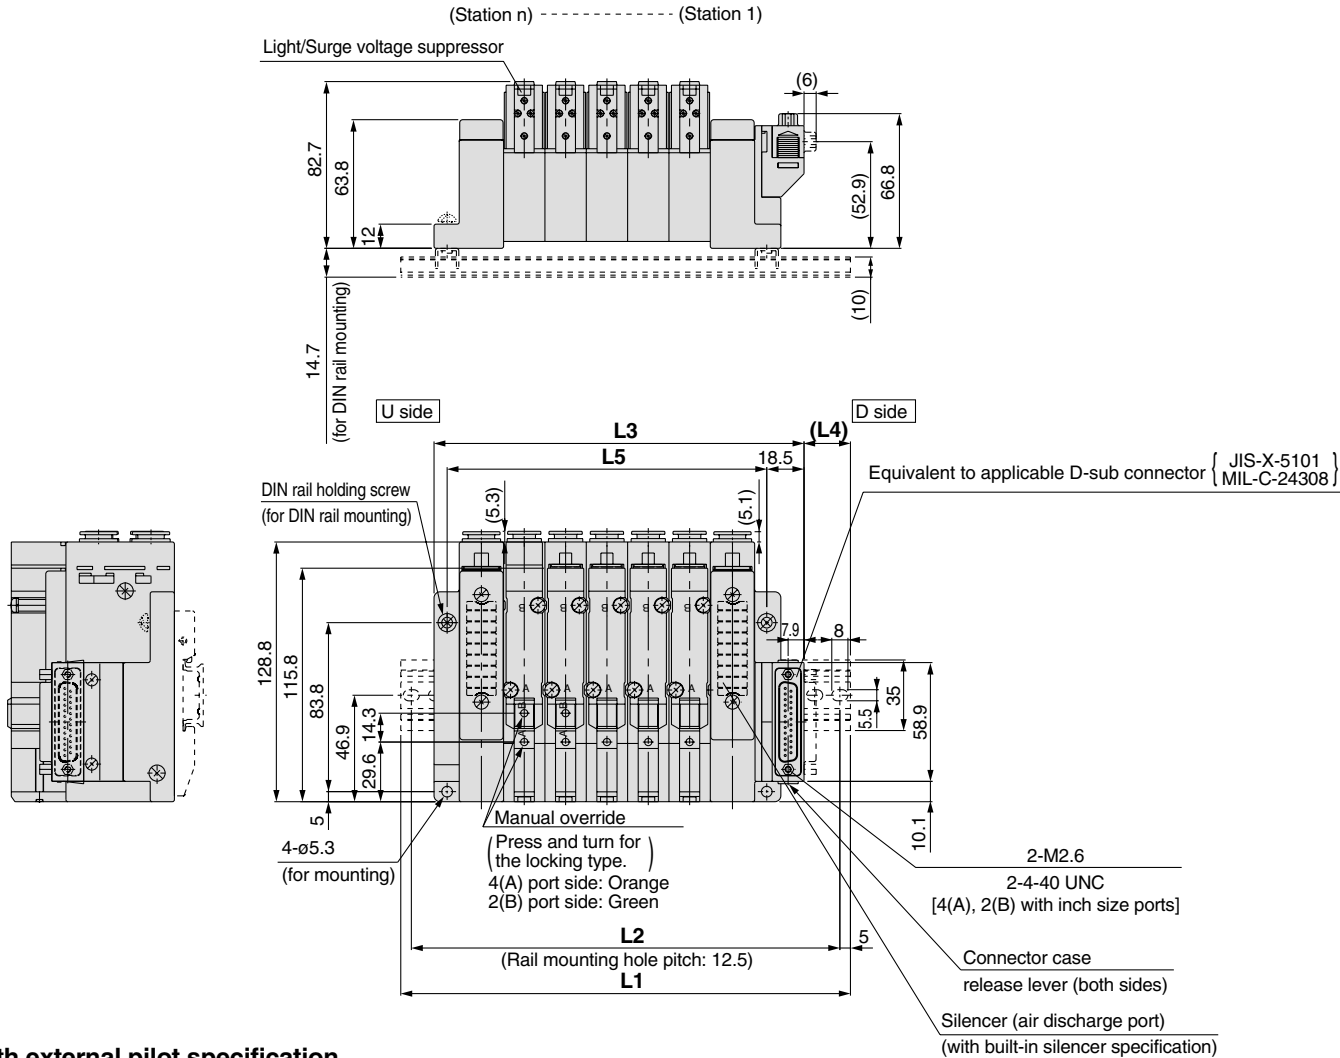 (Station n) ------------- (Station 1)
Light/Surge voltage suppressor
(6)
82.7
63.8
12
(52.9)
66.8
(10)
14.7
(for DIN rail mounting)
U side
D side
L3
(L4)
L5
18.5
Equivalent to applicable D-sub connector { JIS-X-5101
MIL-C-24308 }
DIN rail holding screw
(for DIN rail mounting)
(5.3)
(5.1)
B B B B B
7.9
8
128.8
115.8
83.8
46.9
14.3
29.6
5
A A A A A
B B
A A
35
5.5
58.9
10.1
4-ø5.3
(for mounting)
Manual override
(Press and turn for
the locking type.)
4(A) port side: Orange
2(B) port side: Green
2-M2.6
2-4-40 UNC
[4(A), 2(B) with inch size ports]
L2
5
(Rail mounting hole pitch: 12.5)
L1
Connector case
release lever (both sides)
Silencer (air discharge port)
(with built-in silencer specification)
external pilot specification